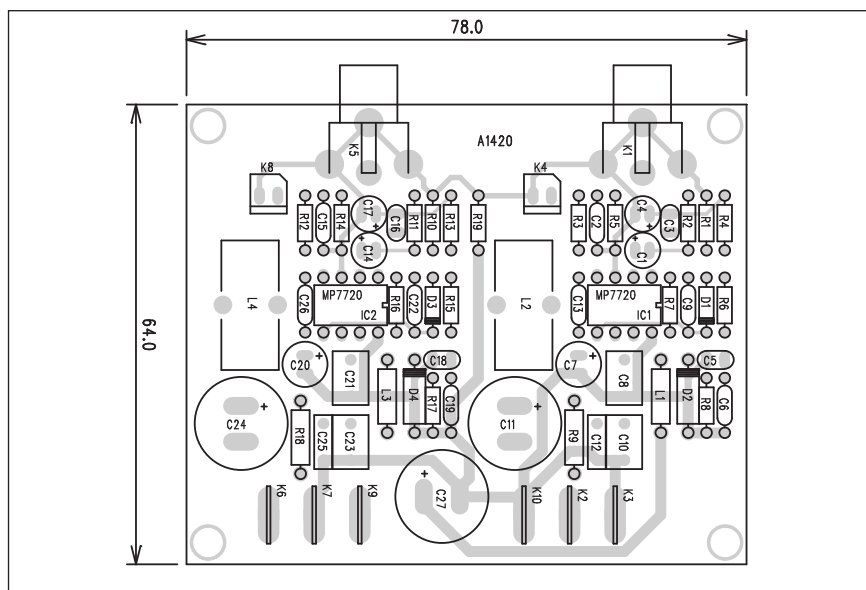 78.0
64.0
A1420
K8
K5
K4
K1
R12
C15
R14
C17
+
C16
R11
R10
R13
R19
R3
C2
R5
C4
+
C3
R2
R1
R4
+
C14
+
C1
L4
C26
MP7720
IC2
R16
C22
D3
R15
L2
C13
MP7720
IC1
R7
C9
D1
R6
C20
+
C21
C18
C7
+
C8
C5
C24
+
L3
D4
R17
C19
C11
+
L1
D2
R8
C6
R18
C25
C23
R9
C12
C10
K6
K7
K9
+
C27
K10
K2
K3